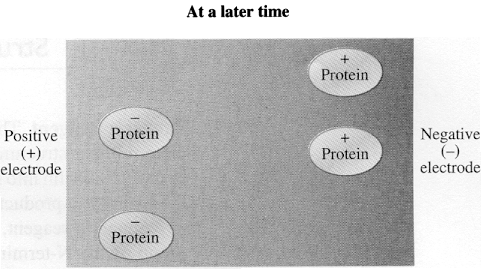 At a later time
+
Protein
−
Protein
+
Protein
−
Protein
Positive
(+)
electrode
Negative
(−)
electrode